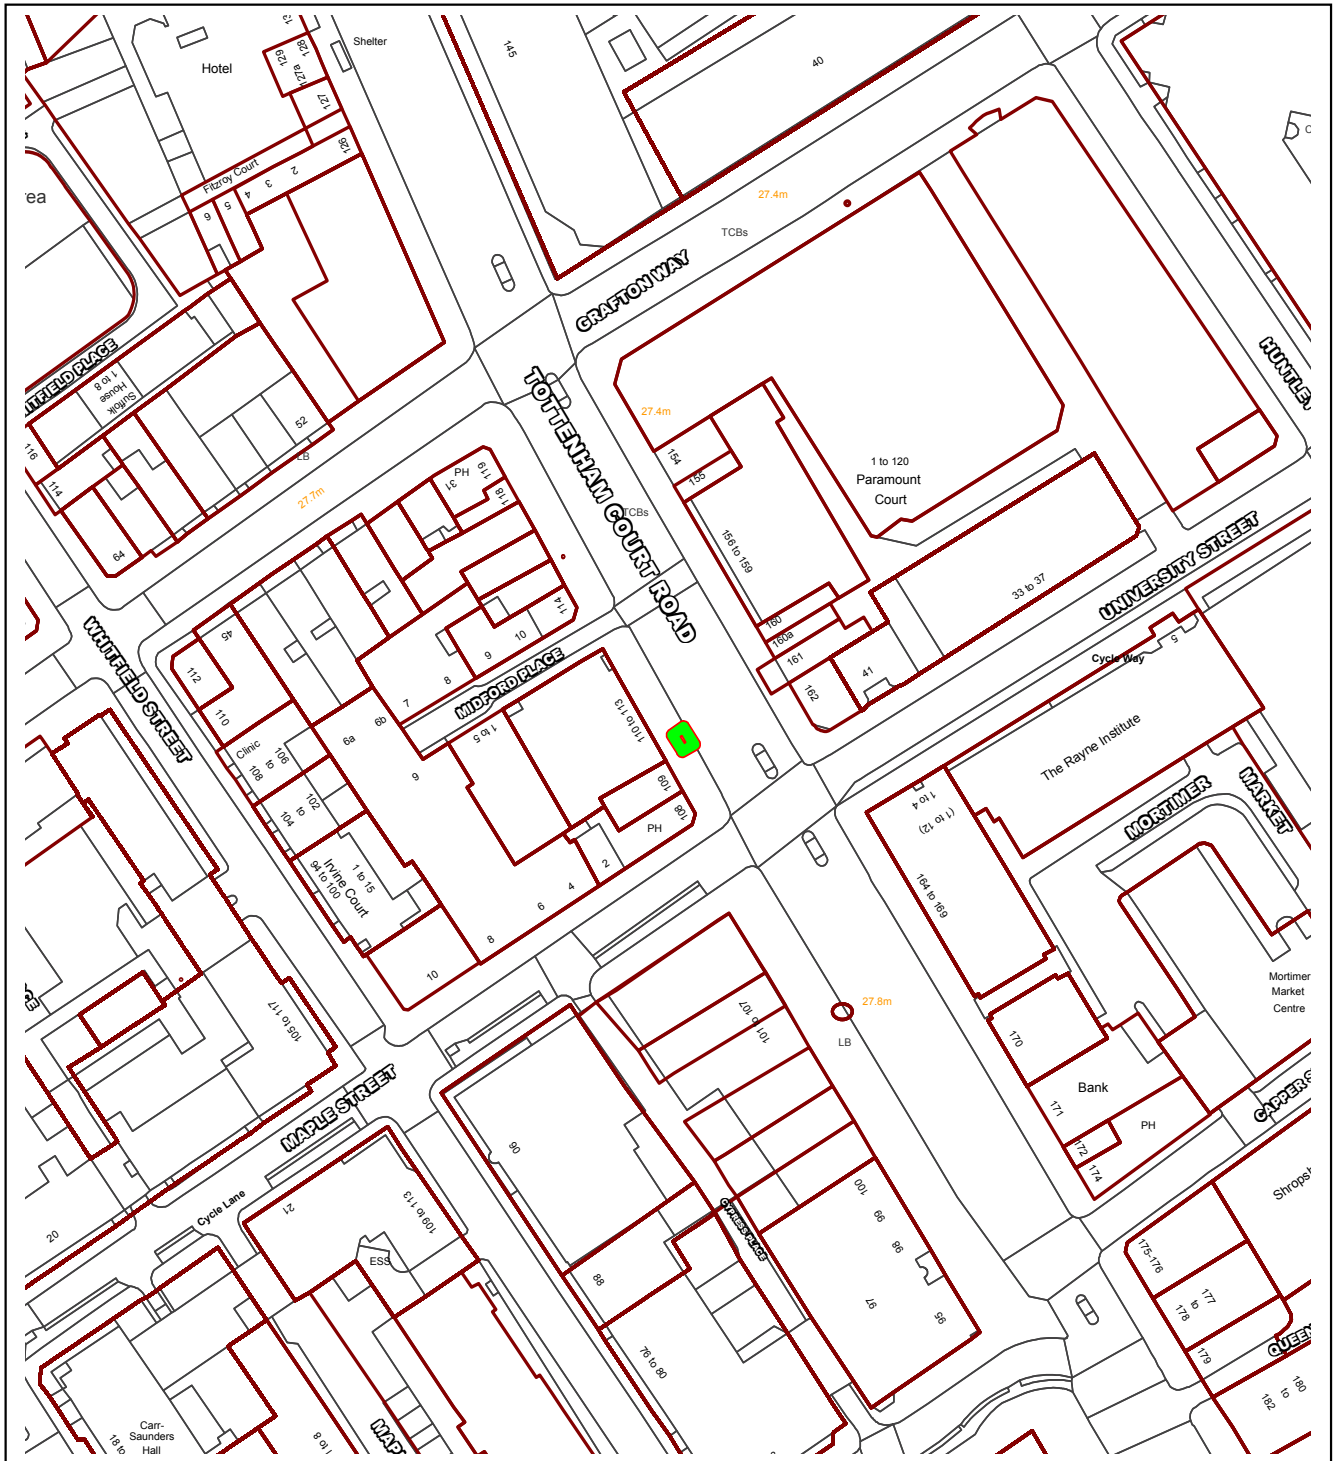 13
Shelter
Hotel
129
128
127a
127
126
145
40
Fitzroy Court
2
3
4
5
6
27.4m
TCBs
GRAFTON WAY
HUNTLEY
TOTTENHAM COURT ROAD
27.4m
154
155
1 to 120
Paramount
Court
156 to 159
TCBs
Suffolk
House
1 to 8
116
114
52
LB
64
27.7m
PH
31
119
118
114
10
9
8
7
6b
6a
MIDFORD PLACE
UNIVERSITY STREET
33 to 37
160
160a
161
162
41
Cycle Way
5
The Rayne Institute
WHITFIELD STREET
45
112
110
Clinic
106
to
108
102
to
104
Irvine Court
94 to 100
1 to 15
9
1 to 5
110 to 113
109
108
PH
2
4
6
8
10
1 to 4
(1 to 12)
MORTIMER
MARKET
164 to 169
170
Mortimer
Market
Centre
27.8m
LB
101 to 107
105 to 117
MAPLE STREET
Bank
171
172
174
PH
CAPPER S
Cycle Lane
20
21
109 to 113
ESS
90
88
CYPRESS PLACE
100
99
98
97
95
76 to 80
Shropsh
175-176
177
to
178
179
QUEEN
180
to
182
Carr-
Saunders
Hall
18 to
MAP